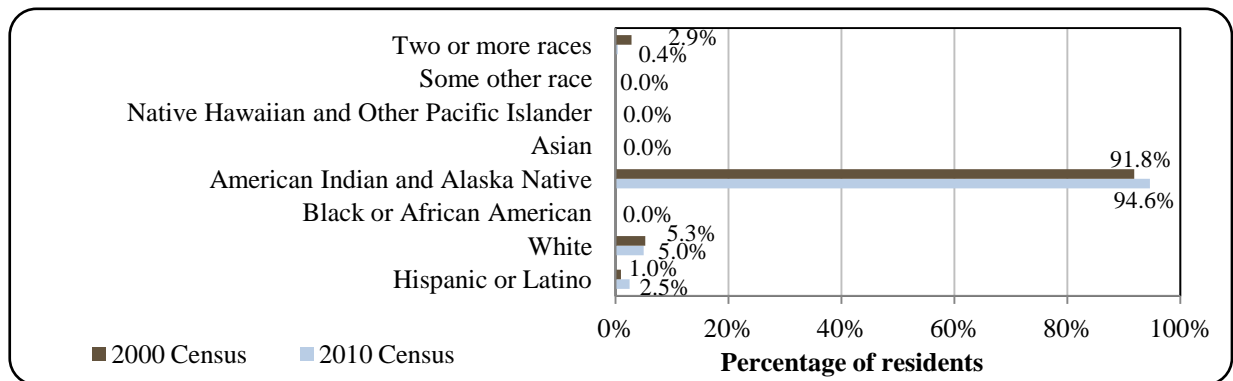 Two or more races 2.9%
0.4%
Some other race 0.0%
Native Hawaiian and Other Pacific Islander 0.0%
Asian 0.0%
91.8%
American Indian and Alaska Native
94.6%
Black or African American 0.0%
White 5.3%
5.0%
Hispanic or Latino 1.0%
2.5%
0% 20% 40% 60% 80% 100%
2000 Census 2010 Census
Percentage of residents